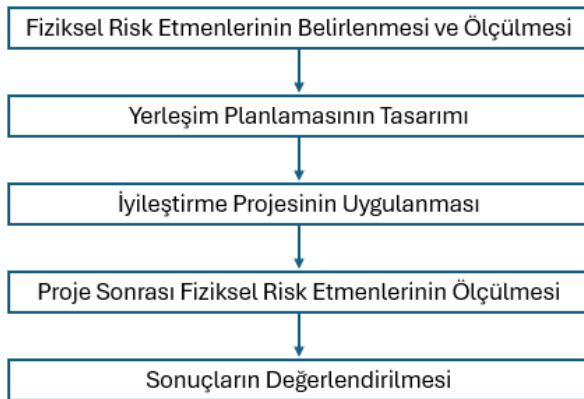 Fiziksel Risk Etmenlerinin Belirlenmesi ve Ölçülmesi
Yerleşim Planlamasının Tasarımı
İyileştirme Projesinin Uygulanması
Proje Sonrası Fiziksel Risk Etmenlerinin Ölçülmesi
Sonuçların Değerlendirilmesi